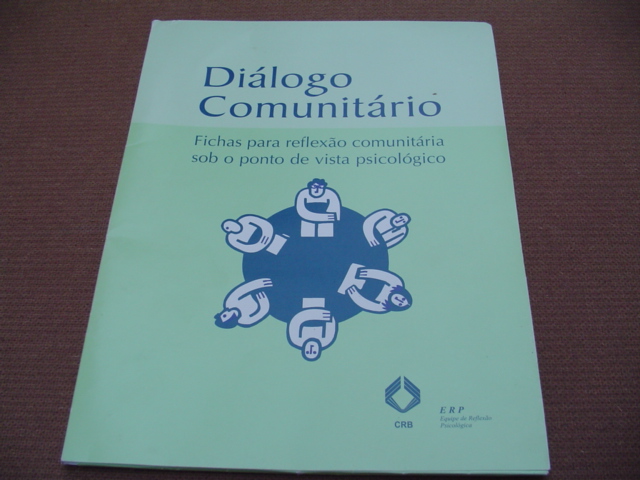 Diálogo
Comunitário
Fichas para reflexão comunitária
sob o ponto de vista psicológico
CRB
ERP
Equipe de Reflexão
Psicológica